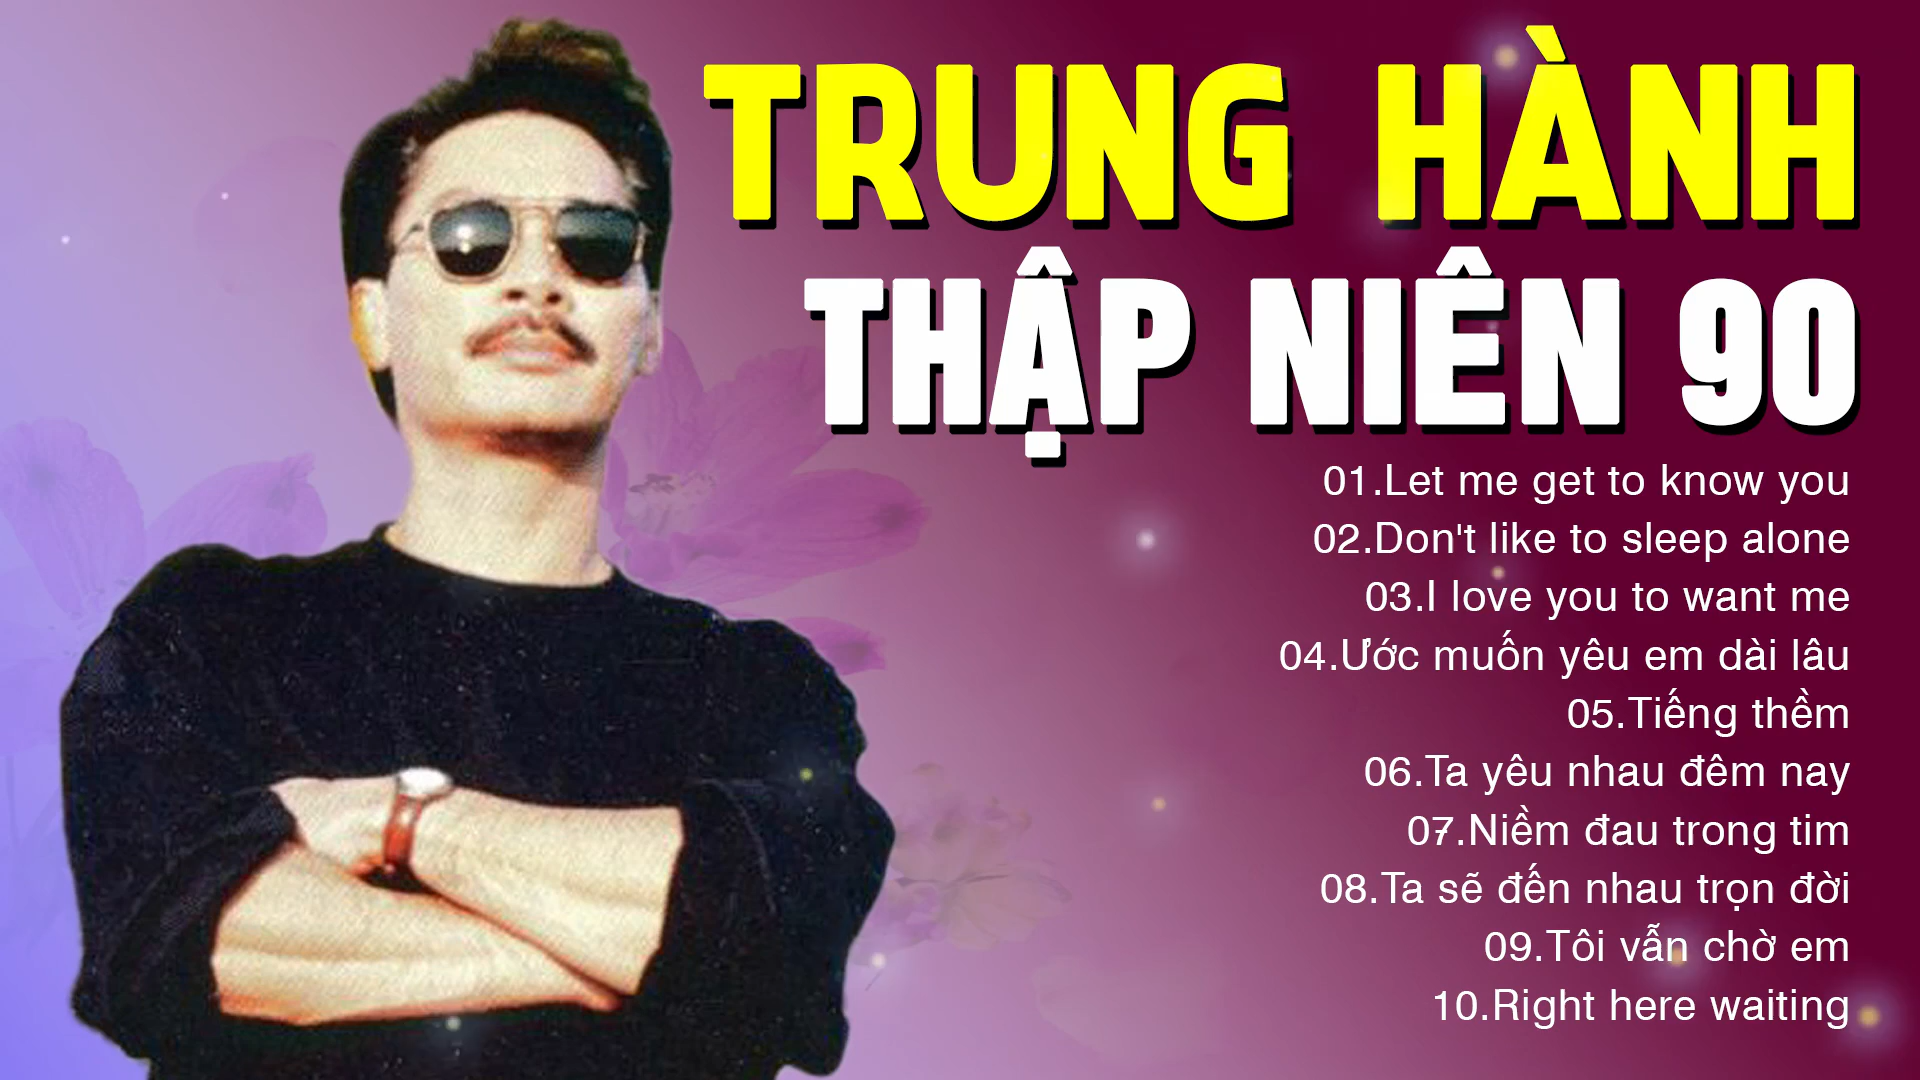 TRUNG HÀNH
THẬP NIÊN 90
01.Let me get to know you
02.Don't like to sleep alone
03.I love you to want me
04.Ước muốn yêu em dài lâu
05.Tiếng thềm
06.Ta yêu nhau đêm nay
07.Niềm đau trong tim
08.Ta sẽ đến nhau trọn đời
09.Tôi vẫn chờ em
10.Right here waiting